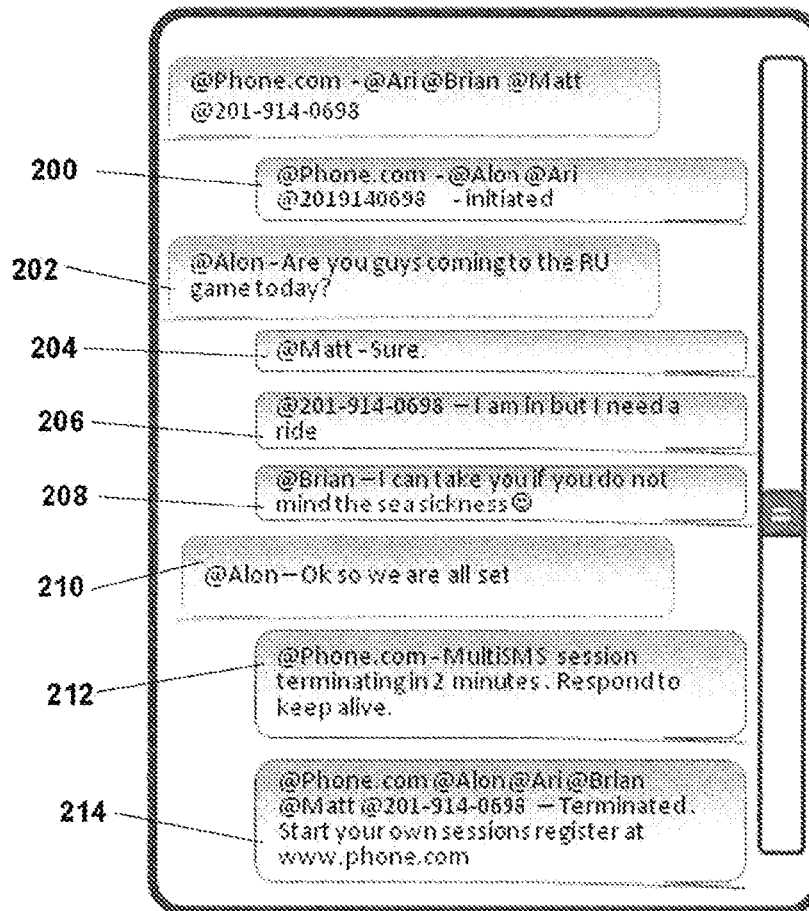 @Phone.com - @Ari @Brian @Matt
@201-914-0698
200
@Phone.com - @Alon @Ari
@2019140698 - initiated
202
@Alon - Are you guys coming to the RU
game today?
204
@Matt - Sure.
206
@201-914-0698 – I am in but I need a
ride
208
@Brian – I can take you if you do not
mind the sea sickness ☺
210
@Alon – Ok so we are all set
212
@Phone.com - MultiSMS session
terminating in 2 minutes. Respond to
keep alive.
214
@Phone.com @Alon @Ari @Brian
@Matt @201-914-0698 – Terminated.
Start your own sessions register at
www.phone.com